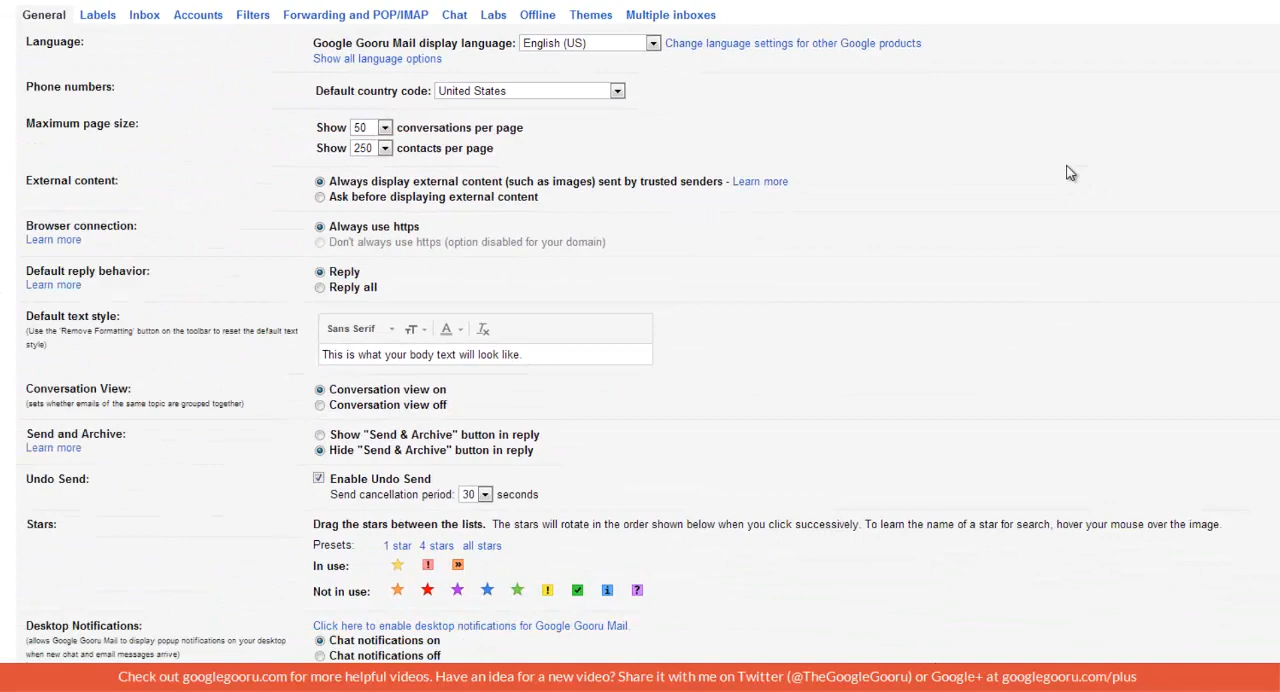 General Labels Inbox Accounts Filters Forwarding and POP/IMAP Chat Labs Offline Themes Multiple inboxes
Language:
Google Gooru Mail display language: English (US) Change language settings for other Google products
Show all language options
Phone numbers:
Default country code: United States
Maximum page size:
Show 50 conversations per page
Show 250 contacts per page
External content:
Always display external content (such as images) sent by trusted senders - Learn more
Ask before displaying external content
Browser connection:
Learn more
Always use https
Don't always use https (option disabled for your domain)
Default reply behavior:
Learn more
Reply
Reply all
Default text style:
(Use the 'Remove Formatting' button on the toolbar to reset the default text
style)
Sans Serif
This is what your body text will look like.
Conversation View:
(sets whether emails of the same topic are grouped together)
Conversation view on
Conversation view off
Send and Archive:
Learn more
Show "Send & Archive" button in reply
Hide "Send & Archive" button in reply
Undo Send:
Enable Undo Send
Send cancellation period: 30 seconds
Stars:
Drag the stars between the lists. The stars will rotate in the order shown below when you click successively. To learn the name of a star for search, hover your mouse over the image.
Presets: 1 star 4 stars all stars
In use:
Not in use:
Desktop Notifications:
(allows Google Gooru Mail to display popup notifications on your desktop
when new chat and email messages arrive)
Click here to enable desktop notifications for Google Gooru Mail.
Chat notifications on
Chat notifications off
Check out googlegooru.com for more helpful videos. Have an idea for a new video? Share it with me on Twitter (@TheGoogleGooru) or Google+ at googlegooru.com/plus